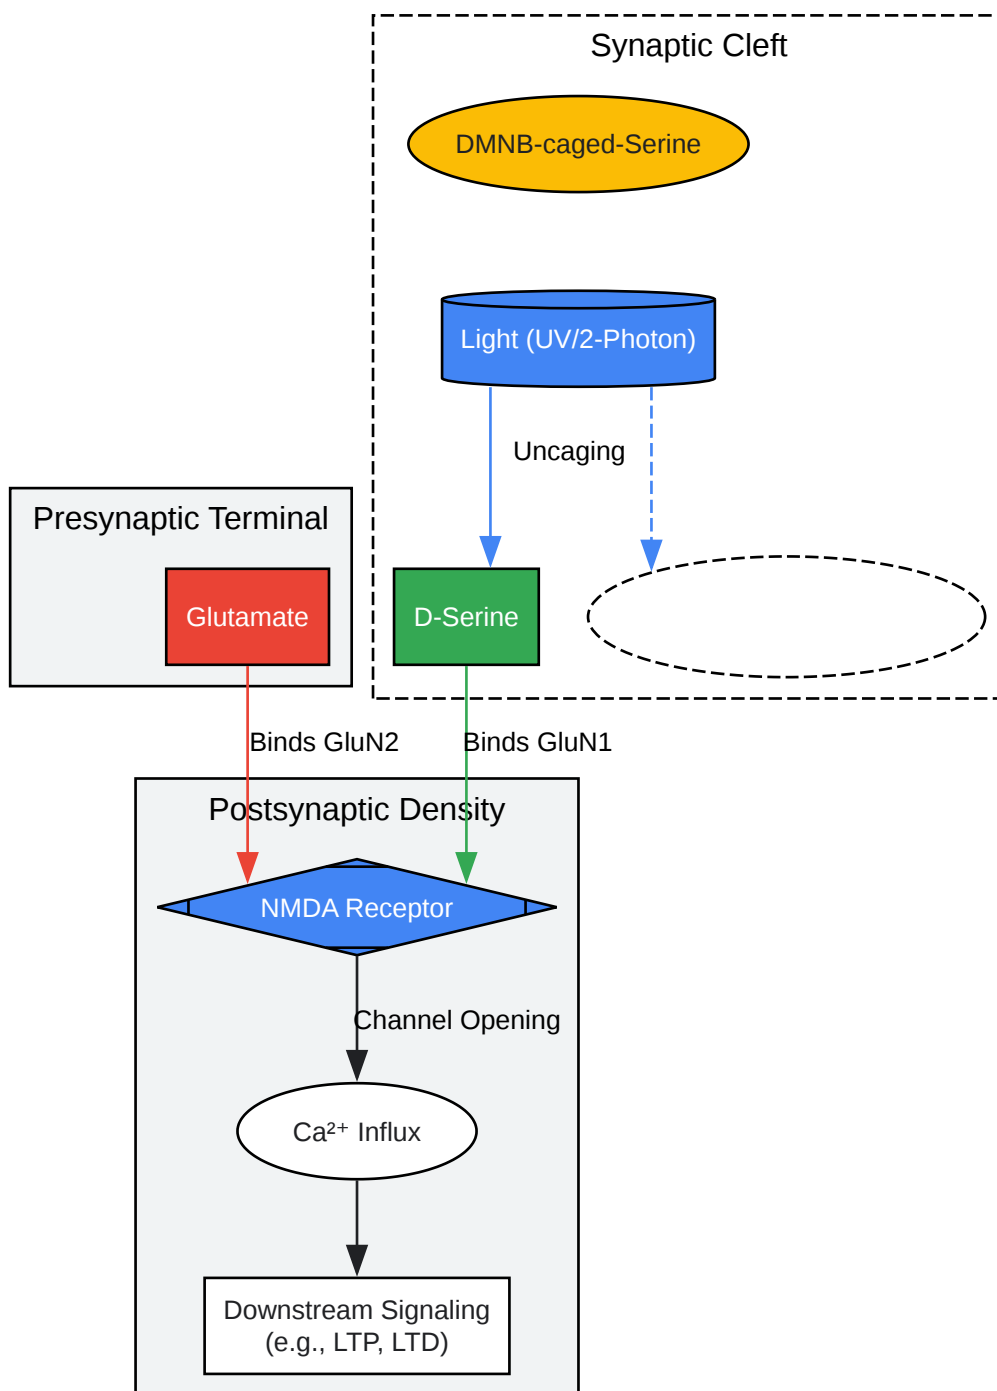 Synaptic Cleft
DMNB-caged-Serine
Light (UV/2-Photon)
Uncaging
Presynaptic Terminal
Glutamate
D-Serine
Binds GluN2
Binds GluN1
Postsynaptic Density
NMDA Receptor
Channel Opening
Ca²⁺ Influx
Downstream Signaling
(e.g., LTP, LTD)